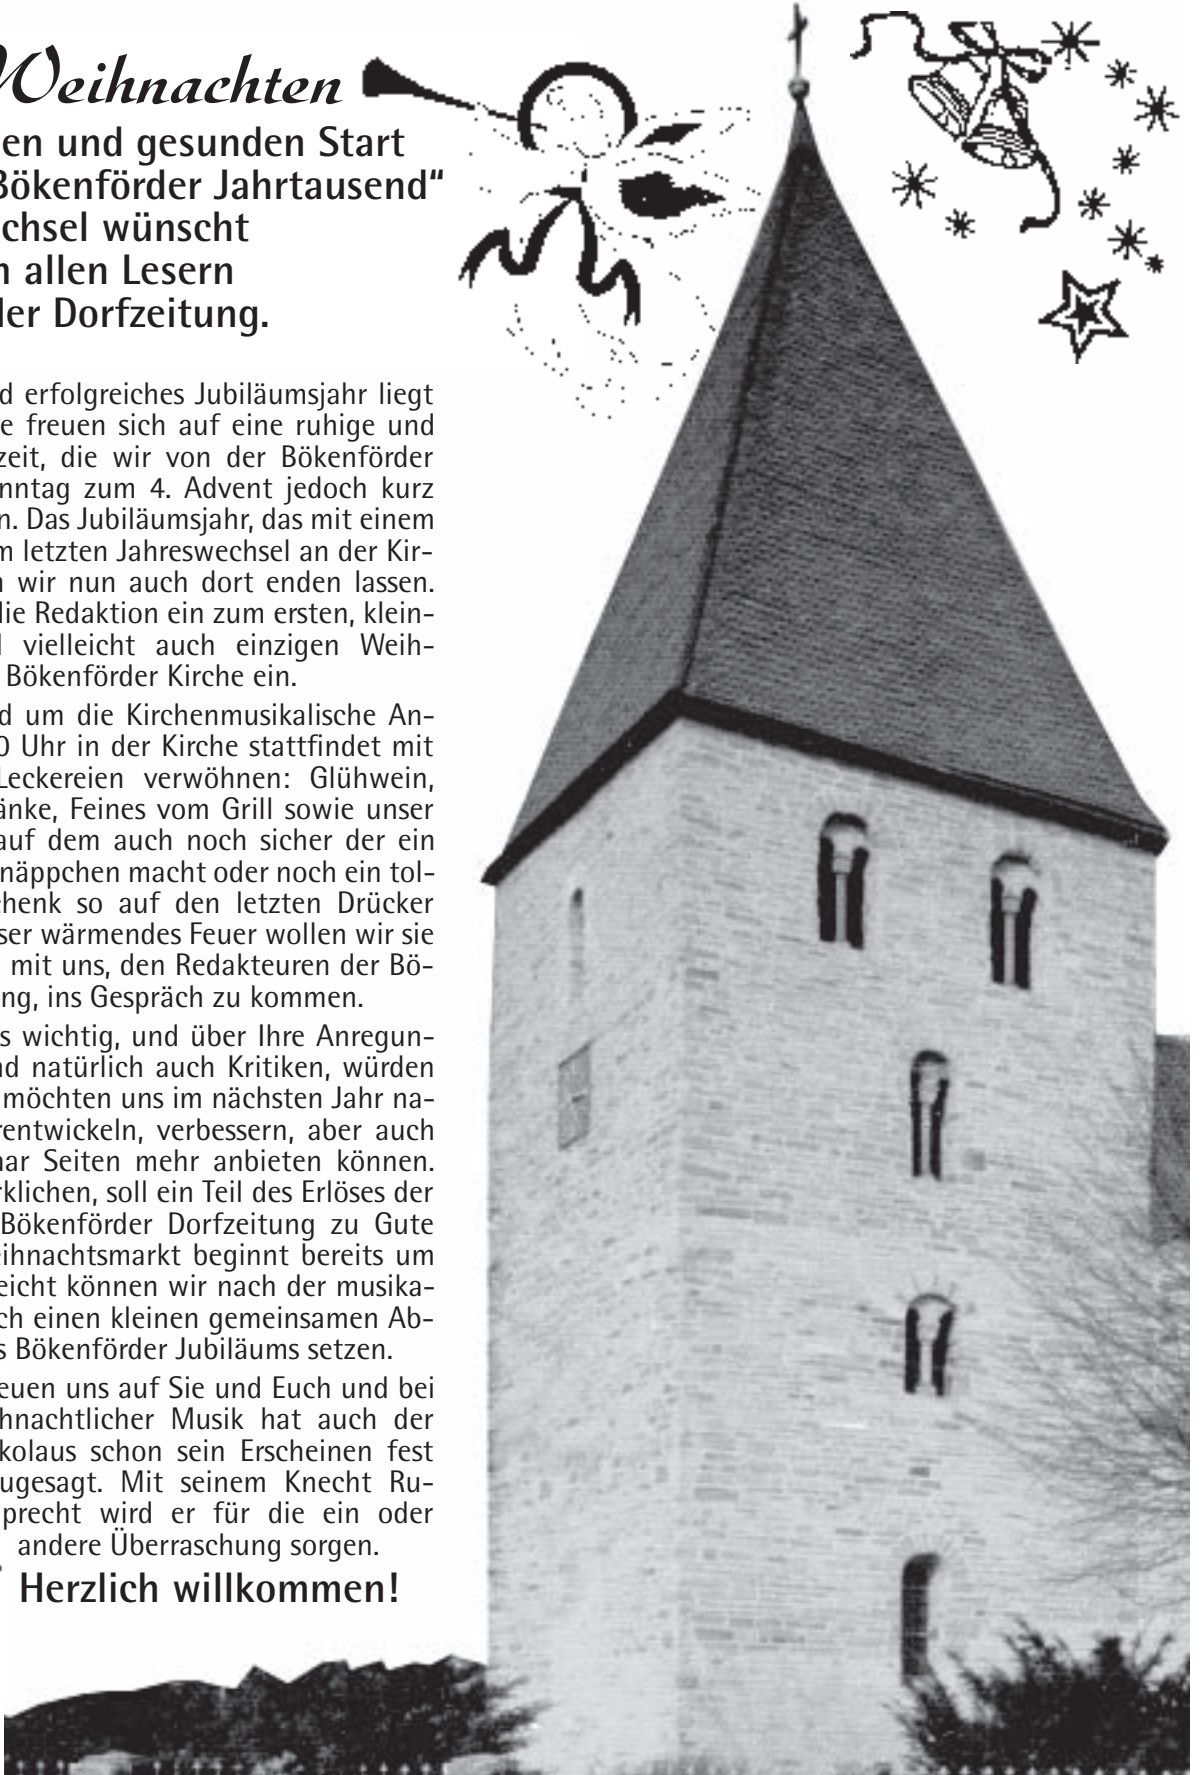 Weihnachten
en und gesunden Start
Bökenförder Jahrtausend“
chsel wünscht
n allen Lesern
der Dorfzeitung.
d erfolgreiches Jubiläumsjahr liegt
e freuen sich auf eine ruhige und
zeit, die wir von der Bökenförder
nntag zum 4. Advent jedoch kurz
n. Das Jubiläumsjahr, das mit einem
m letzten Jahreswechsel an der Kir-
n wir nun auch dort enden lassen.
die Redaktion ein zum ersten, klein-
d vielleicht auch einzigen Weih-
Bökenförder Kirche ein.
d um die Kirchenmusikalische An-
0 Uhr in der Kirche stattfindet mit
Leckereien verwöhnen: Glühwein,
änke, Feines vom Grill sowie unser
auf dem auch noch sicher der ein
näppchen macht oder noch ein tol-
chenk so auf den letzten Drücker
ser wärmendes Feuer wollen wir sie
mit uns, den Redakteuren der Bö-
ng, ins Gespräch zu kommen.
s wichtig, und über Ihre Anregun-
nd natürlich auch Kritiken, würden
möchten uns im nächsten Jahr na-
rentwickeln, verbessern, aber auch
aar Seiten mehr anbieten können.
rklichen, soll ein Teil des Erlöses der
Bökenförder Dorfzeitung zu Gute
eihnachtsmarkt beginnt bereits um
eicht können wir nach der musika-
ch einen kleinen gemeinsamen Ab-
s Bökenförder Jubiläums setzen.
euen uns auf Sie und Euch und bei
hnachtlicher Musik hat auch der
kolaus schon sein Erscheinen fest
ugesagt. Mit seinem Knecht Ru-
precht wird er für die ein oder
andere Überraschung sorgen.
Herzlich willkommen!